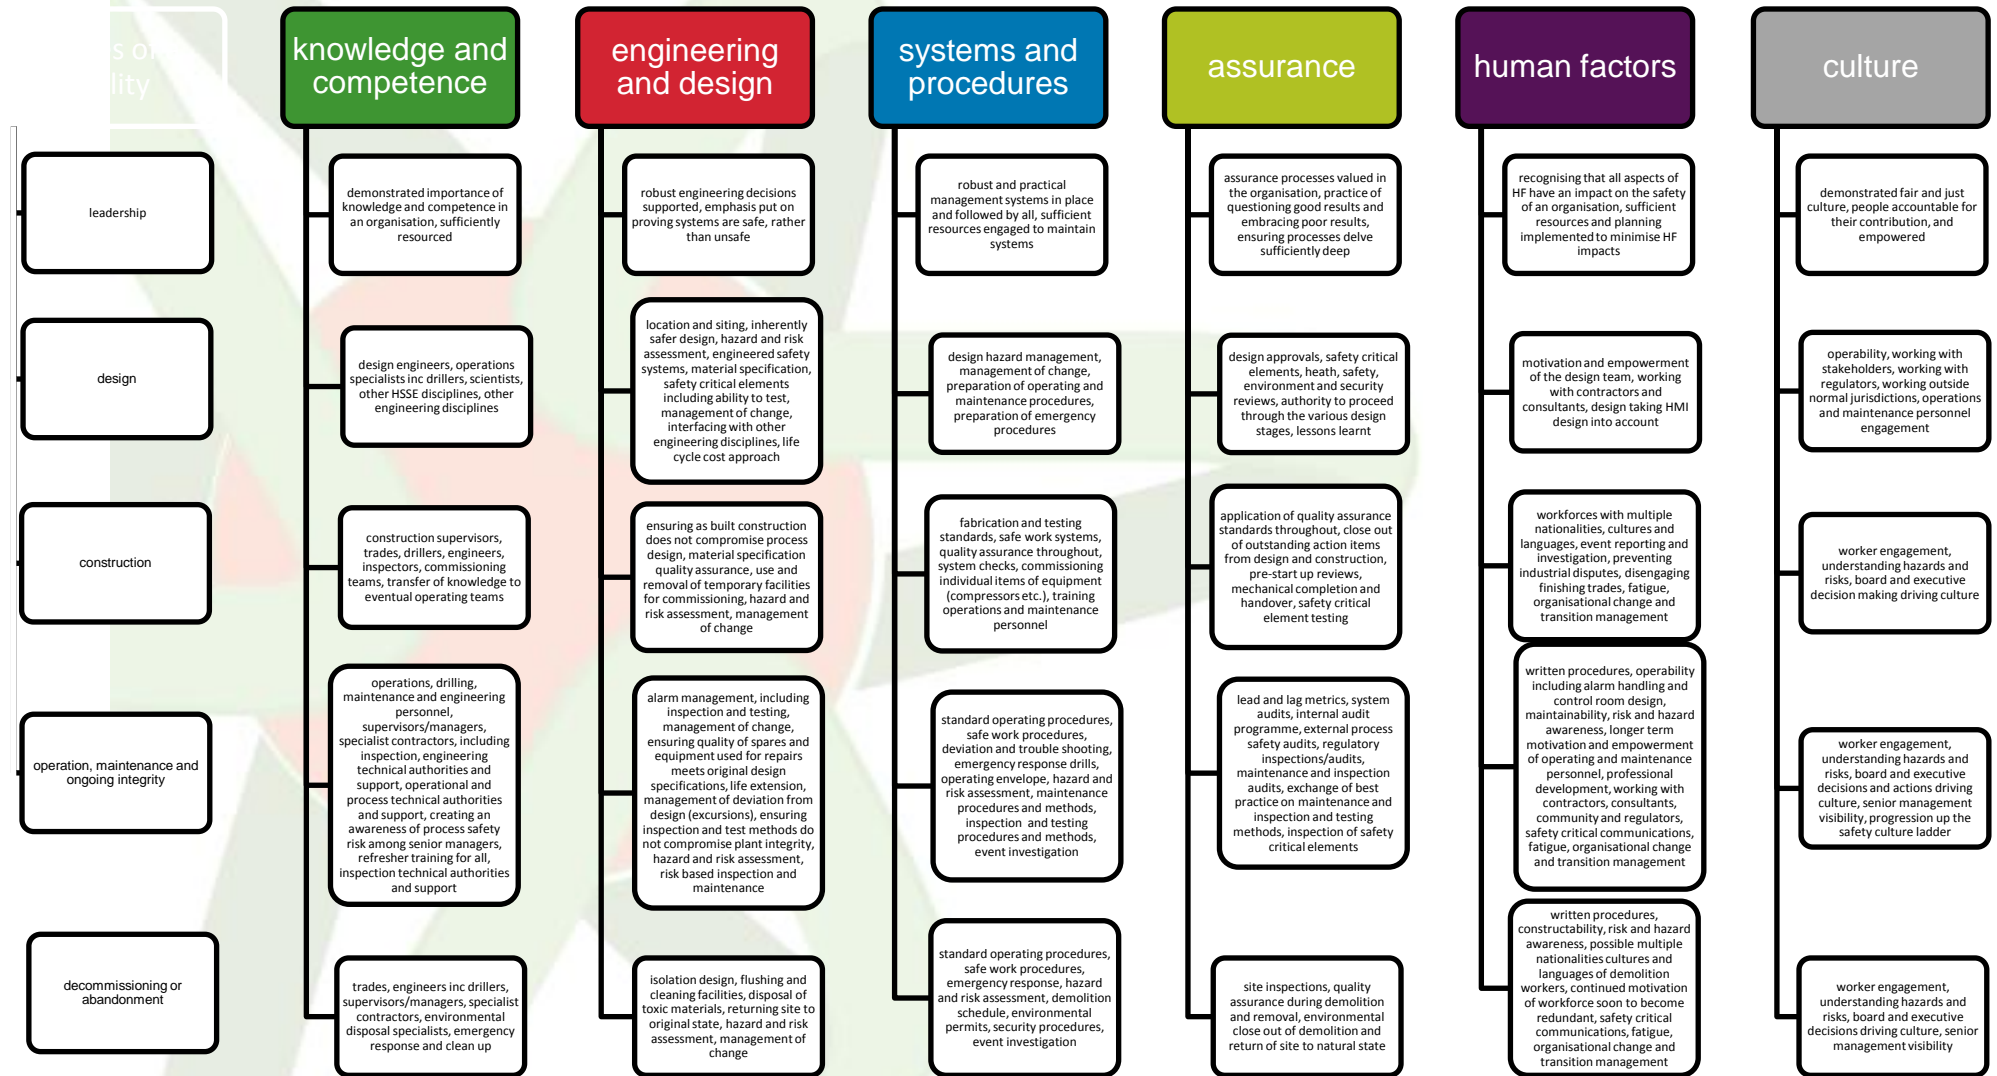 s o
lity
knowledge and
competence
engineering
and design
systems and
procedures
assurance
human factors
culture
leadership
demonstrated importance of
knowledge and competence in
an organisation, sufficiently
resourced
robust engineering decisions
supported, emphasis put on
proving systems are safe, rather
than unsafe
robust and practical
management systems in place
and followed by all, sufficient
resources engaged to maintain
systems
assurance processes valued in
the organisation, practice of
questioning good results and
embracing poor results,
ensuring processes delve
sufficiently deep
recognising that all aspects of
HF have an impact on the safety
of an organisation, sufficient
resources and planning
implemented to minimise HF
impacts
demonstrated fair and just
culture, people accountable for
their contribution, and
empowered
design
design engineers, operations
specialists inc drillers, scientists,
other HSSE disciplines, other
engineering disciplines
location and siting, inherently
safer design, hazard and risk
assessment, engineered safety
systems, material specification,
safety critical elements
including ability to test,
management of change,
interfacing with other
engineering disciplines, life
cycle cost approach
design hazard management,
management of change,
preparation of operating and
maintenance procedures,
preparation of emergency
procedures
design approvals, safety critical
elements, heath, safety,
environment and security
reviews, authority to proceed
through the various design
stages, lessons learnt
motivation and empowerment
of the design team, working
with contractors and
consultants, design taking HMI
design into account
operability, working with
stakeholders, working with
regulators, working outside
normal jurisdictions, operations
and maintenance personnel
engagement
construction
construction supervisors,
trades, drillers, engineers,
inspectors, commissioning
teams, transfer of knowledge to
eventual operating teams
ensuring as built construction
does not compromise process
design, material specification
quality assurance, use and
removal of temporary facilities
for commissioning, hazard and
risk assessment, management
of change
fabrication and testing
standards, safe work systems,
quality assurance throughout,
system checks, commissioning
individual items of equipment
(compressors etc.), training
operations and maintenance
personnel
application of quality assurance
standards throughout, close out
of outstanding action items
from design and construction,
pre-start up reviews,
mechanical completion and
handover, safety critical
element testing
workforces with multiple
nationalities, cultures and
languages, event reporting and
investigation, preventing
industrial disputes, disengaging
finishing trades, fatigue,
organisational change and
transition management
worker engagement,
understanding hazards and
risks, board and executive
decision making driving culture
operation, maintenance and
ongoing integrity
operations, drilling,
maintenance and engineering
personnel,
supervisors/managers,
specialist contractors, including
inspection, engineering
technical authorities and
support, operational and
process technical authorities
and support, creating an
awareness of process safety
risk among senior managers,
refresher training for all,
inspection technical authorities
and support
alarm management, including
inspection and testing,
management of change,
ensuring quality of spares and
equipment used for repairs
meets original design
specifications, life extension,
management of deviation from
design (excursions), ensuring
inspection and test methods do
not compromise plant integrity,
hazard and risk assessment,
risk based inspection and
maintenance
standard operating procedures,
safe work procedures,
deviation and trouble shooting,
emergency response drills,
operating envelope, hazard and
risk assessment, maintenance
procedures and methods,
inspection and testing
procedures and methods,
event investigation
lead and lag metrics, system
audits, internal audit
programme, external process
safety audits, regulatory
inspections/audits,
maintenance and inspection
audits, exchange of best
practice on maintenance and
inspection and testing
methods, inspection of safety
critical elements
written procedures, operability
including alarm handling and
control room design,
maintainability, risk and hazard
awareness, longer term
motivation and empowerment
of operating and maintenance
personnel, professional
development, working with
contractors, consultants,
community and regulators,
safety critical communications,
fatigue, organisational change
and transition management
worker engagement,
understanding hazards and
risks, board and executive
decisions and actions driving
culture, senior management
visibility, progression up the
safety culture ladder
decommissioning or
abandonment
trades, engineers inc drillers,
supervisors/managers, specialist
contractors, environmental
disposal specialists, emergency
response and clean up
isolation design, flushing and
cleaning facilities, disposal of
toxic materials, returning site to
original state, hazard and risk
assessment, management of
change
standard operating procedures,
safe work procedures,
emergency response, hazard
and risk assessment, demolition
schedule, environmental
permits, security procedures,
event investigation
site inspections, quality
assurance during demolition
and removal, environmental
close out of demolition and
return of site to natural state
written procedures,
constructability, risk and hazard
awareness, possible multiple
nationalities cultures and
languages of demolition
workers, continued motivation
of workforce soon to become
redundant, safety critical
communications, fatigue,
organisational change and
transition management
worker engagement,
understanding hazards and
risks, board and executive
decisions driving culture, senior
management visibility